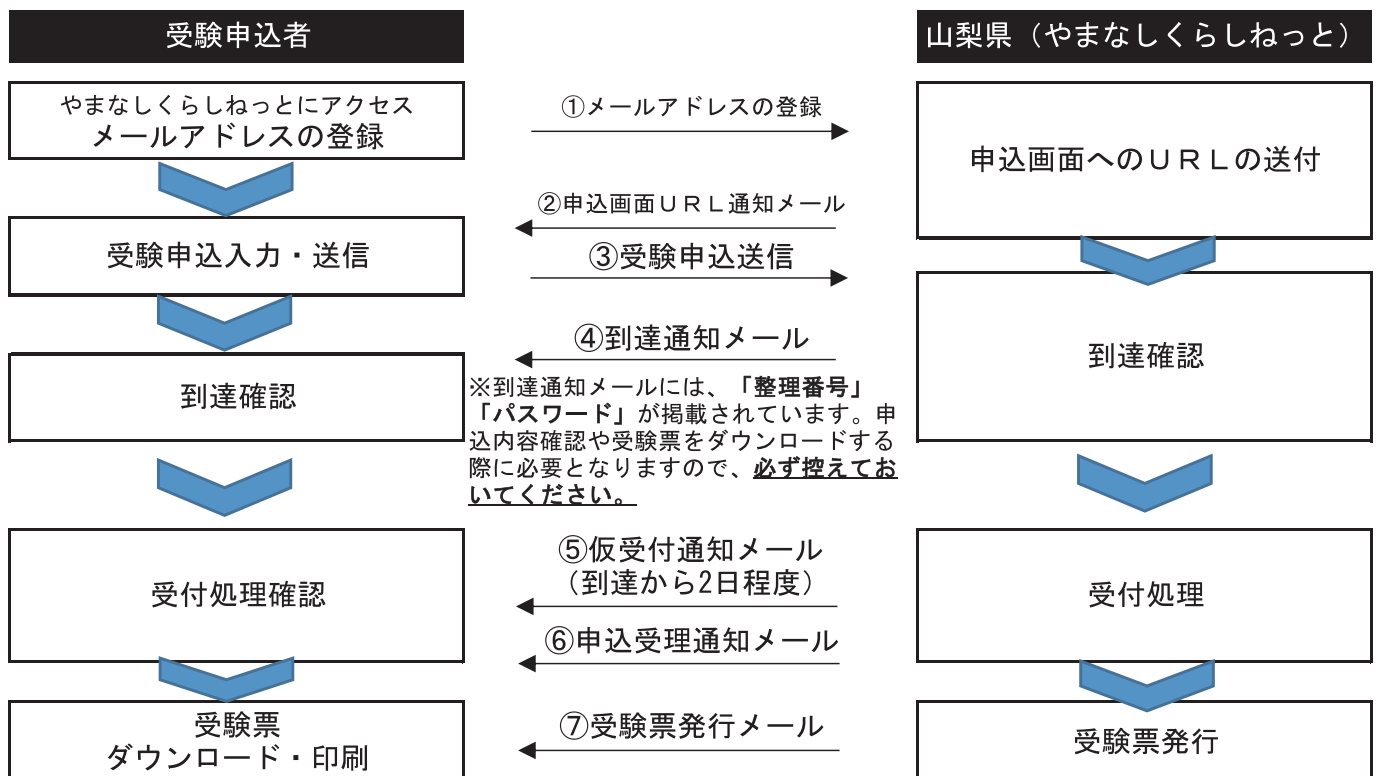 受験申込者
山梨県（やまなしくらしねっと）
やまなしくらしねっとにアクセス
メールアドレスの登録
①メールアドレスの登録
申込画面へのＵＲＬの送付
②申込画面ＵＲＬ通知メール
受験申込入力・送信
③受験申込送信
④到達通知メール
到達確認
到達確認
※到達通知メールには、「整理番号」
「パスワード」が掲載されています。申
込内容確認や受験票をダウンロードする
際に必要となりますので、必ず控えてお
いてください。
⑤仮受付通知メール
（到達から2日程度）
受付処理確認
受付処理
⑥申込受理通知メール
受験票
ダウンロード・印刷
⑦受験票発行メール
受験票発行